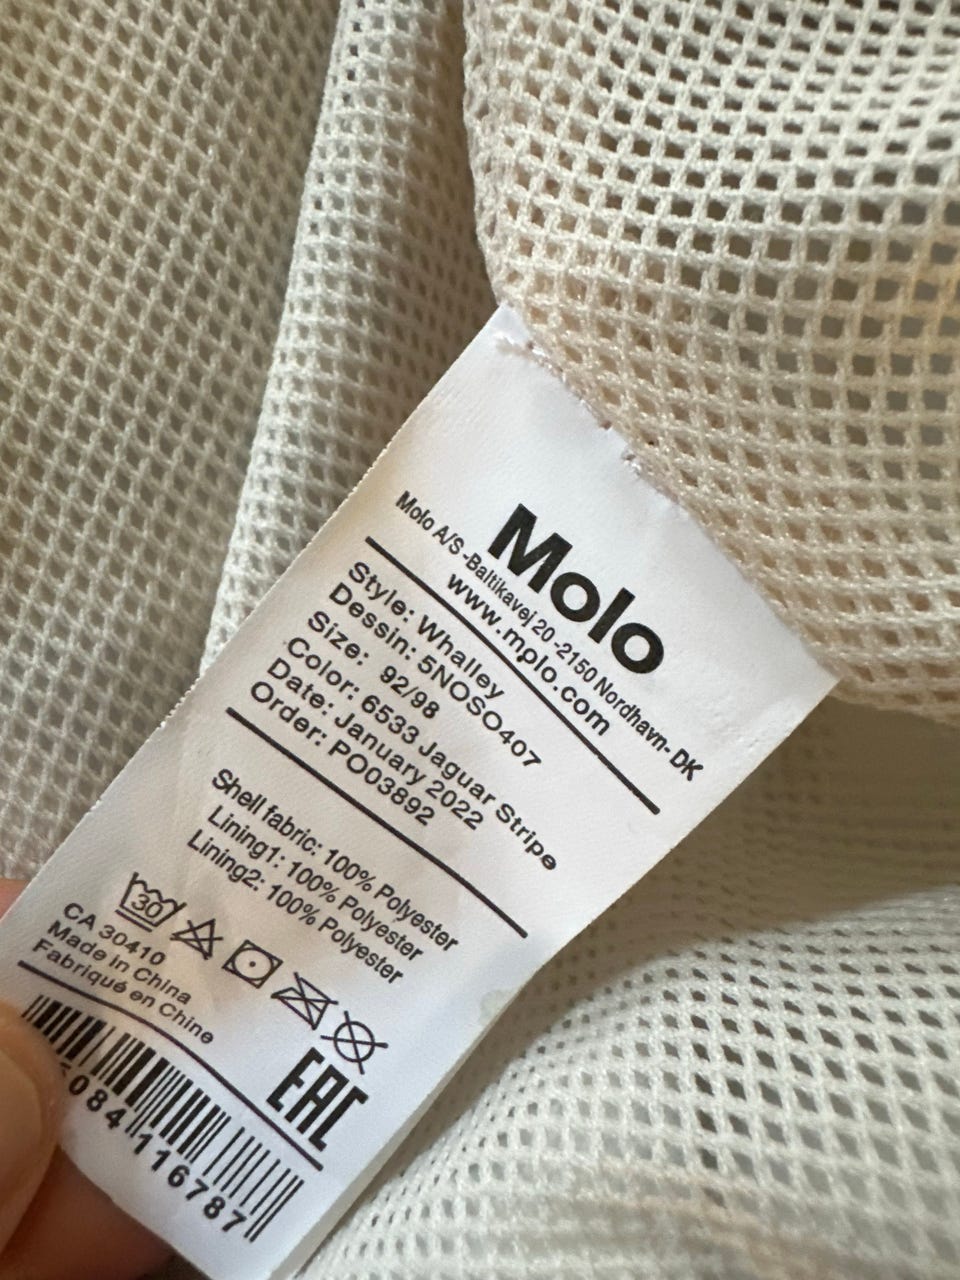 Molo
Molo A/S -Baltikavej 20 -2150 Nordhavn- DK
www.molo.com
Style: Whalley
Dessin: 5NOSO407
Size: 92/98
Color: 6533 Jaguar Stripe
Date: January 2022
Order: PO03892
Shell fabric: 100% Polyester
Lining1: 100% Polyester
Lining2: 100% Polyester
30
CA 30410
Made in China
Fabriqué en Chine
EAC
5084116787